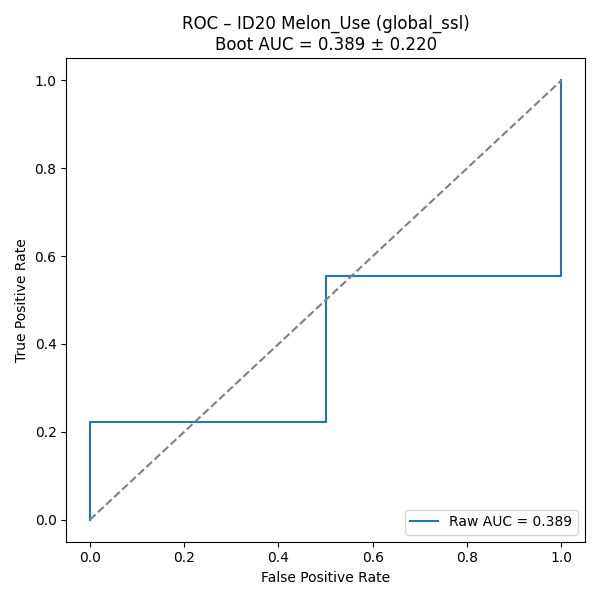 ROC – ID20 Melon_Use (global_ssl)
Boot AUC = 0.389 ± 0.220
True Positive Rate
1.0
0.8
0.6
0.4
0.2
0.0
Raw AUC = 0.389
0.0 0.2 0.4 0.6 0.8 1.0
False Positive Rate